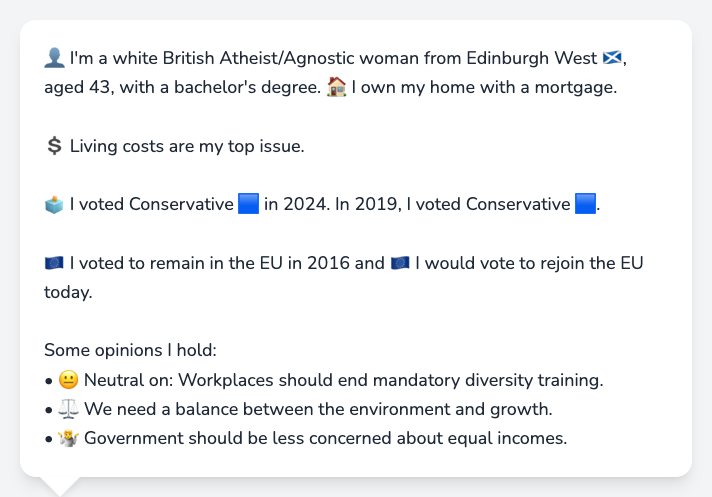 👤 I'm a white British Atheist/Agnostic woman from Edinburgh West 🏴󠁧󠁢󠁳󠁣󠁴󠁿,
aged 43, with a bachelor's degree. 🏠 I own my home with a mortgage.
💲 Living costs are my top issue.
🗳️ I voted Conservative 🟦 in 2024. In 2019, I voted Conservative 🟦.
🇪🇺 I voted to remain in the EU in 2016 and 🇪🇺 I would vote to rejoin the EU
today.
Some opinions I hold:
• 😐 Neutral on: Workplaces should end mandatory diversity training.
• ⚖️ We need a balance between the environment and growth.
• 🤷 Government should be less concerned about equal incomes.